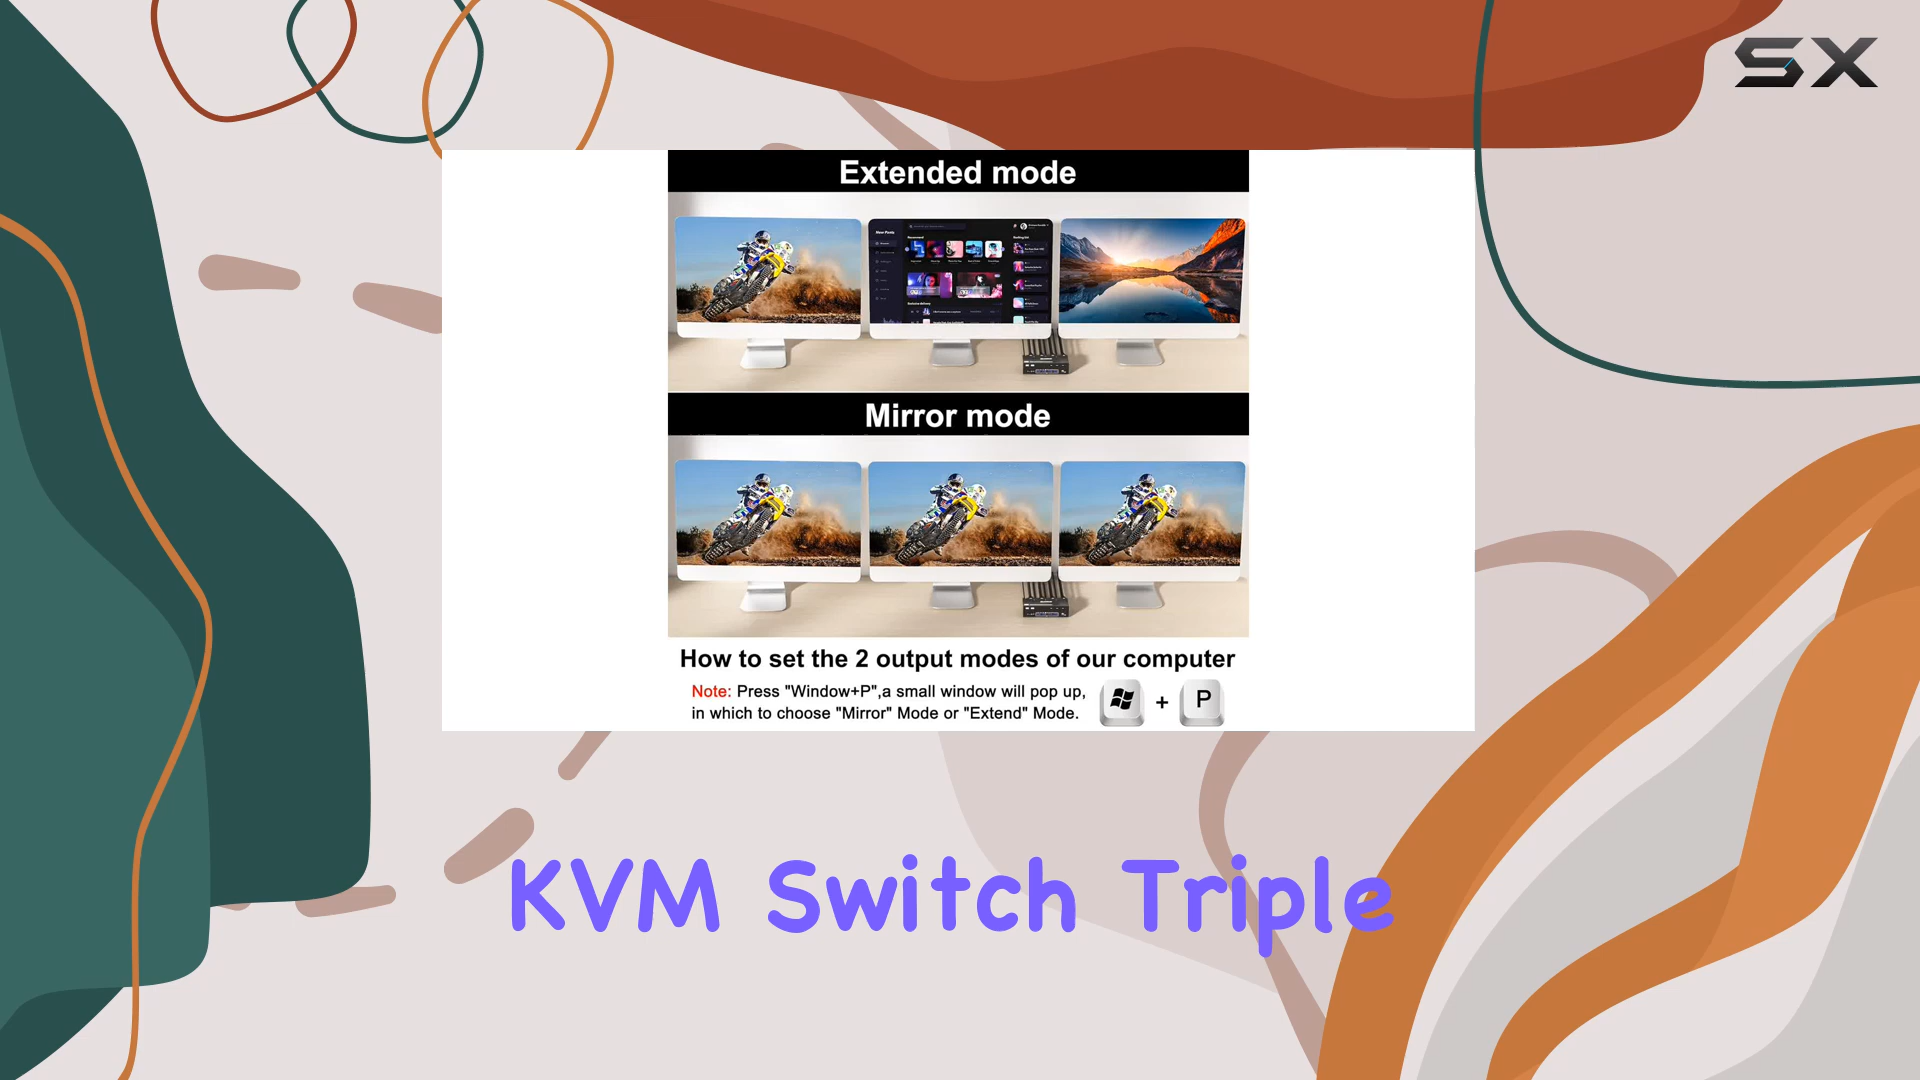 SX
Extended mode
Mirror mode
How to set the 2 output modes of our computer
Note: Press "Window+P",a small window will pop up,
in which to choose "Mirror" Mode or "Extend" Mode.
+ P
KVM Switch Triple